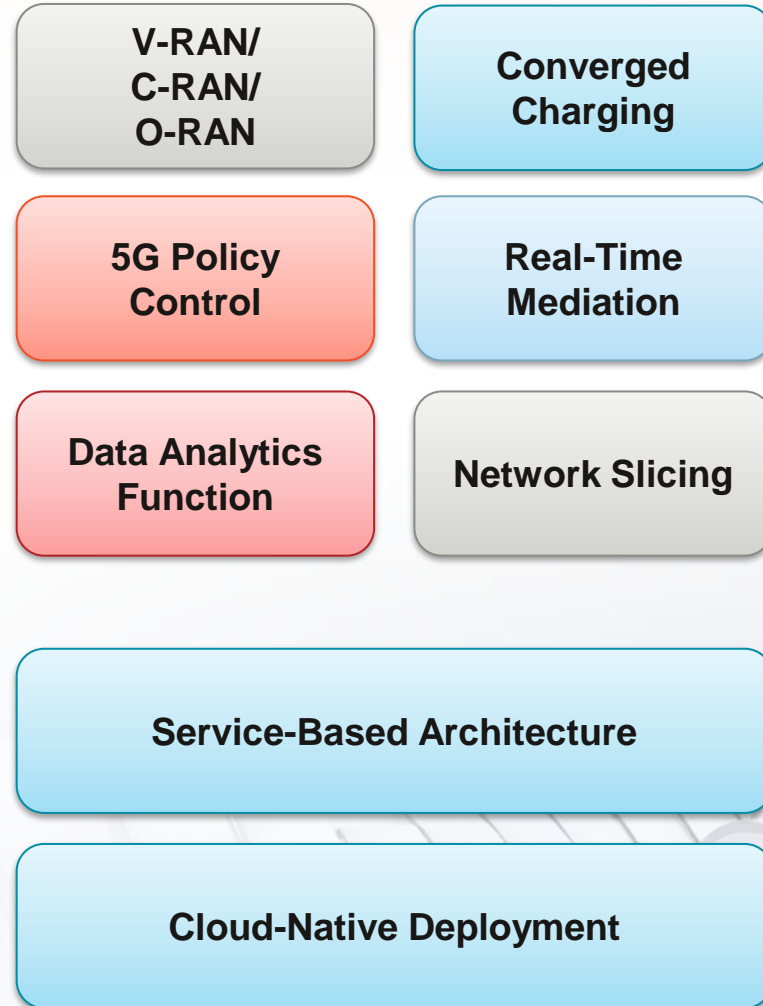 V-RAN/
C-RAN/
O-RAN
Converged
Charging
5G Policy
Control
Real-Time
Mediation
Data Analytics
Function
Network Slicing
Service-Based Architecture
Cloud-Native Deployment